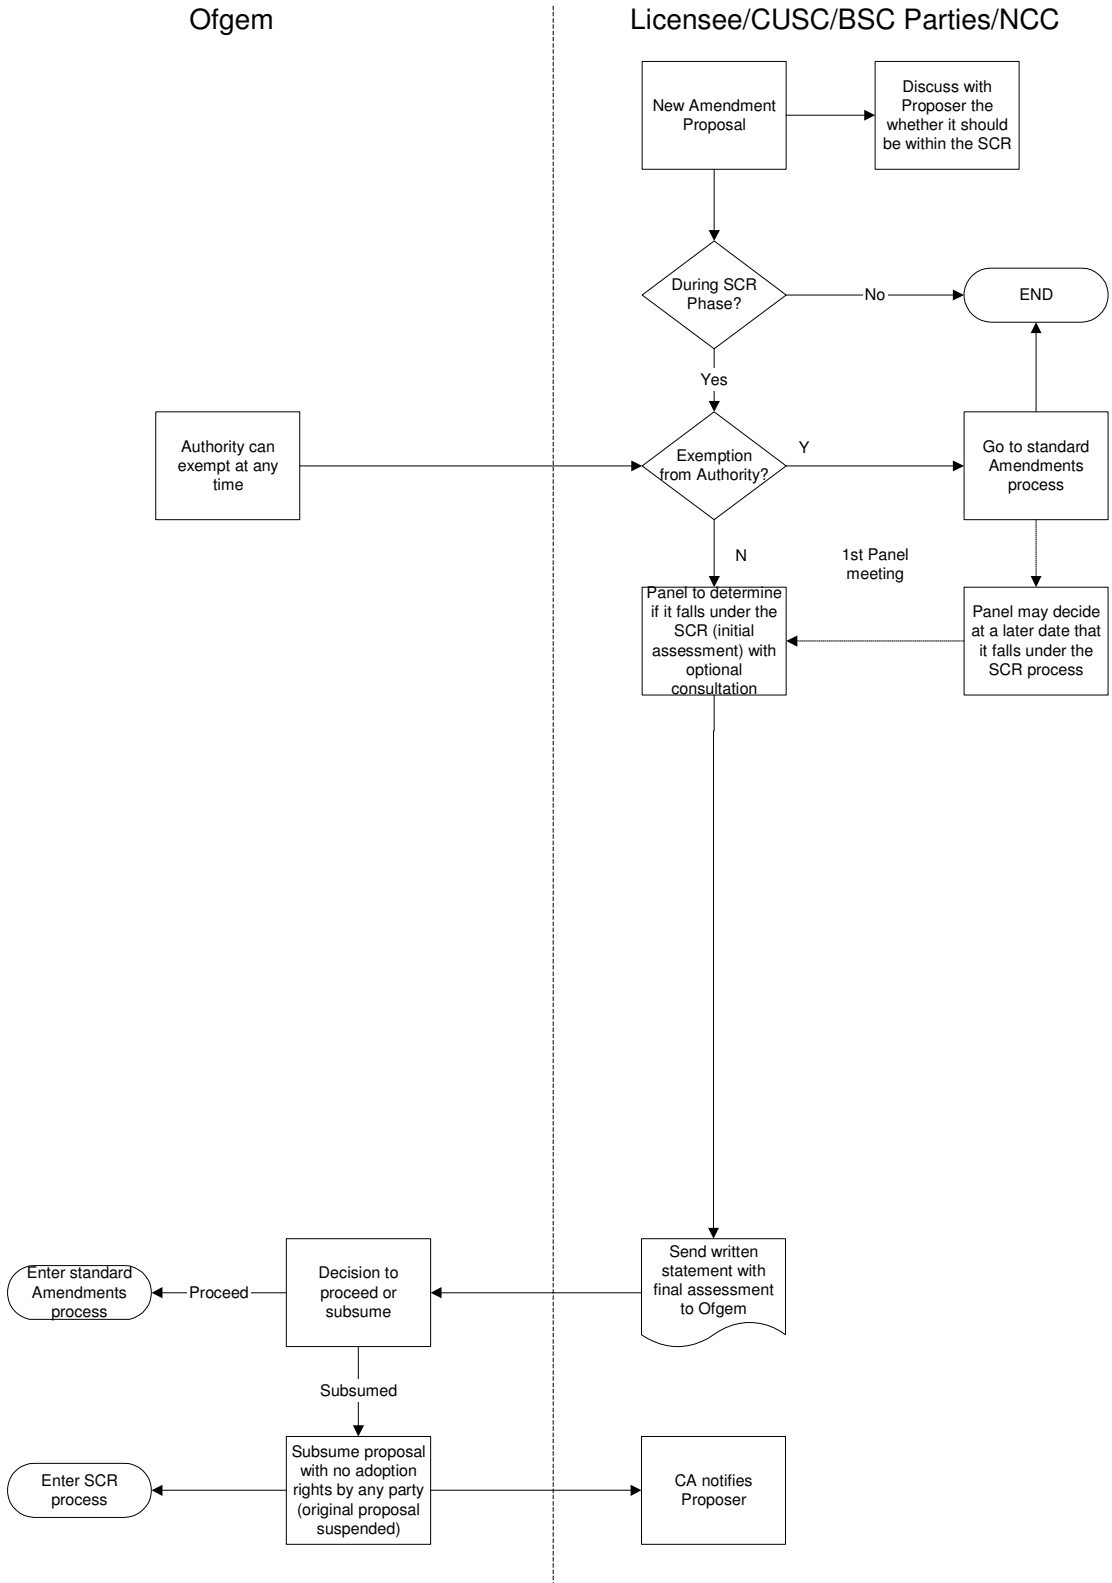 Ofgem
Licensee/CUSC/BSC Parties/NCC
New Amendment
Proposal
Discuss with
Proposer the
whether it should
be within the SCR
During SCR
Phase?
No
END
Yes
Authority can
exempt at any
time
Exemption
from Authority?
Y
Go to standard
Amendments
process
N
1st Panel
meeting
Panel to determine
if it falls under the
SCR (initial
assessment) with
optional
consultation
Panel may decide
at a later date that
it falls under the
SCR process
Enter standard
Amendments
process
Proceed
Decision to
proceed or
subsume
Send written
statement with
final assessment
to Ofgem
Subsumed
Enter SCR
process
Subsume proposal
with no adoption
rights by any party
(original proposal
suspended)
CA notifies
Proposer